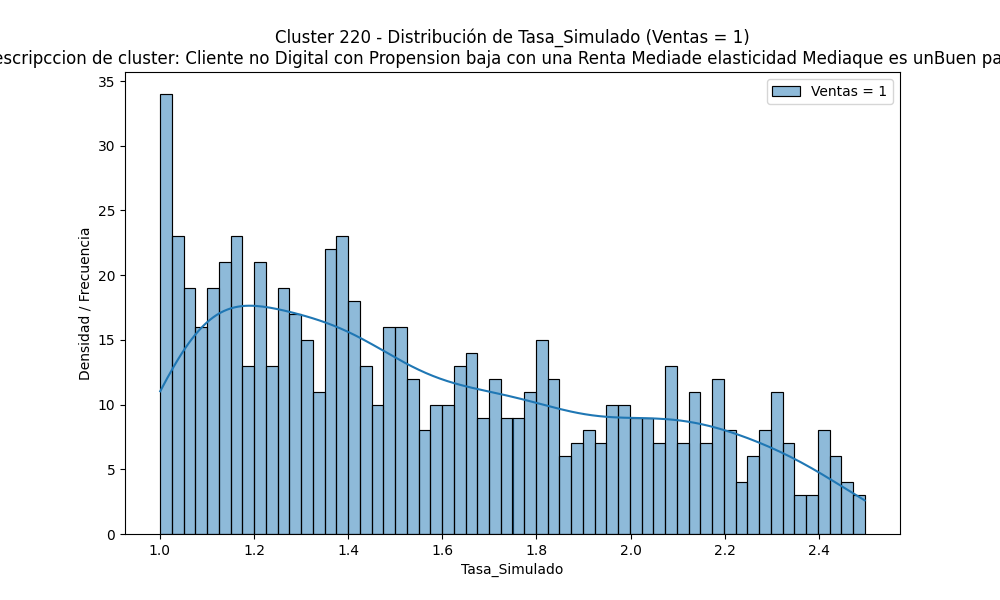 Cluster 220 - Distribución de Tasa_Simulado (Ventas = 1)
escripccion de cluster: Cliente no Digital con Propension baja con una Renta Mediade elasticidad Mediaque es unBuen pa
Ventas = 1
35
30
25
20
15
10
5
0
Densidad / Frecuencia
1.0 1.2 1.4 1.6 1.8 2.0 2.2 2.4
Tasa_Simulado